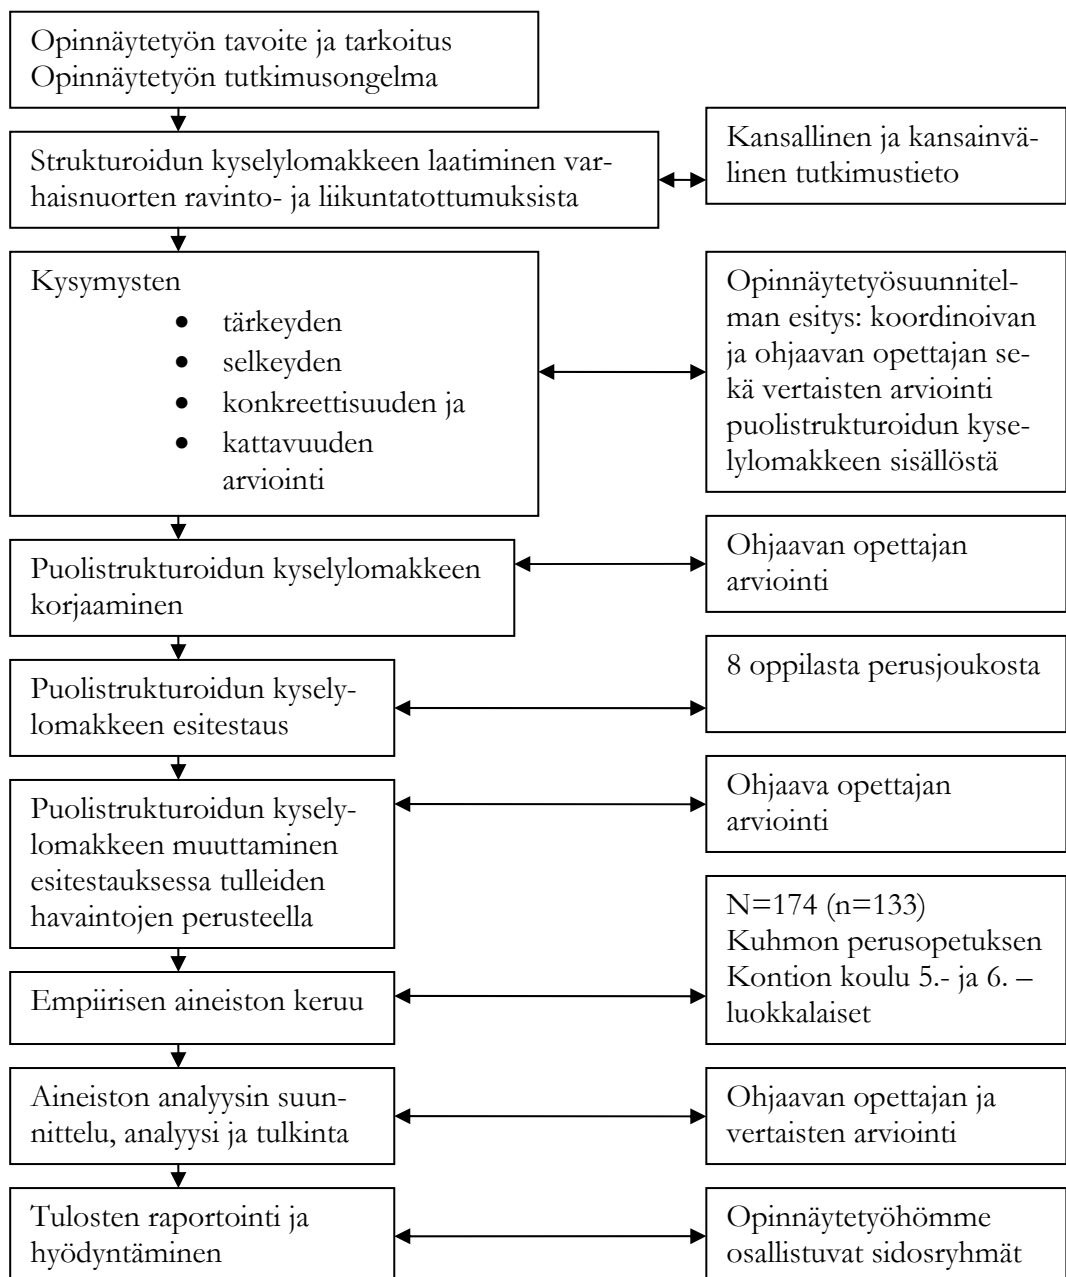 Opinnäytetyön tavoite ja tarkoitus
Opinnäytetyön tutkimusongelma
Strukturoidun kyselylomakkeen laatiminen var-
haisnuorten ravinto- ja liikuntatottumuksista
Kansallinen ja kansainvä-
linen tutkimustieto
Kysymysten
• tärkeyden
• selkeyden
• konkreettisuuden ja
• kattavuuden
arviointi
Opinnäytetyösuunnitel-
man esitys: koordinoivan
ja ohjaavan opettajan se-
kä vertaisten arviointi
puolistrukturoidun kyse-
lylomakkeen sisällöstä
Puolistrukturoidun kyselylomakkeen
korjaaminen
Ohjaavan opettajan
arviointi
Puolistrukturoidun kysely-
lomakkeen esitestaus
8 oppilasta perusjoukosta
Puolistrukturoidun kysely-
lomakkeen muuttaminen
esitestauksessa tulleiden
havaintojen perusteella
Ohjaava opettajan
arviointi
Empiirisen aineiston keruu
N=174 (n=133)
Kuhmon perusopetuksen
Kontion koulu 5.- ja 6. –
luokkalaiset
Aineiston analyysin suun-
nittelu, analyysi ja tulkinta
Ohjaavan opettajan ja
vertaisten arviointi
Tulosten raportointi ja
hyödyntäminen
Opinnäytetyöhömme
osallistuvat sidosryhmät